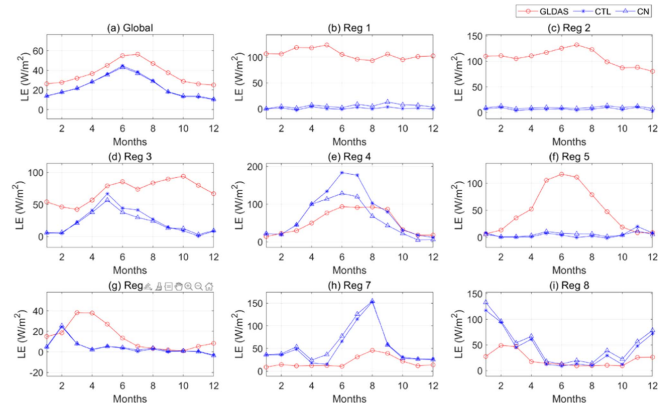 GLDAS CTL CN
(a) Global (b) Reg 1 (c) Reg 2
LE (W/m²) 60 40 20 0
2 4 6 8 10 12
Months
LE (W/m²) 100 50 0
2 4 6 8 10 12
Months
LE (W/m²) 150 100 50 0
2 4 6 8 10 12
Months
(d) Reg 3 (e) Reg 4 (f) Reg 5
LE (W/m²) 100 50 0
2 4 6 8 10 12
Months
LE (W/m²) 200 100 0
2 4 6 8 10 12
Months
LE (W/m²) 100 50 0
2 4 6 8 10 12
Months
(g) Reg (h) Reg 7 (i) Reg 8
LE (W/m²) 40 20 0 -20
2 4 6 8 10 12
Months
LE (W/m²) 150 100 50 0
2 4 6 8 10 12
Months
LE (W/m²) 150 100 50 0
2 4 6 8 10 12
Months